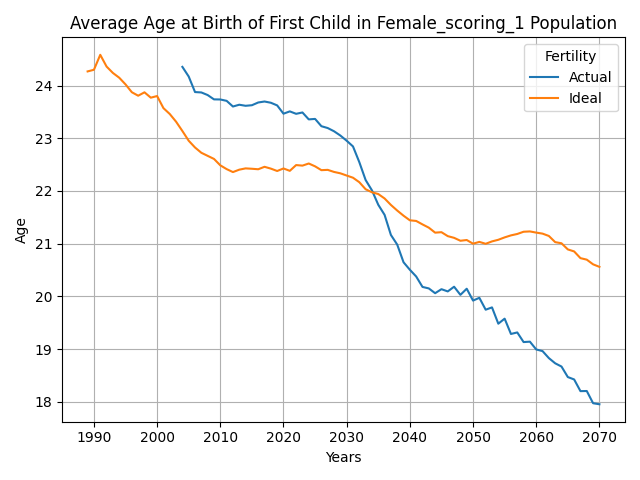 Average Age at Birth of First Child in Female_scoring_1 Population
Fertility
Actual
Ideal
Age
24
23
22
21
20
19
18
1990 2000 2010 2020 2030 2040 2050 2060 2070
Years